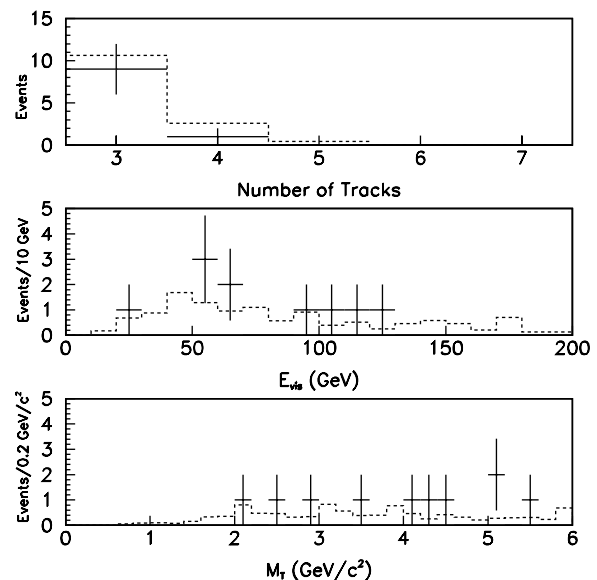 15
10
5
0
Events
3 4 5 6 7
Number of Tracks
5
4
3
2
1
0
Events/10 GeV
0 50 100 150 200
E_vis (GeV)
5
4
3
2
1
0
Events/0.2 GeV/c²
0 1 2 3 4 5 6
M_T (GeV/c²)